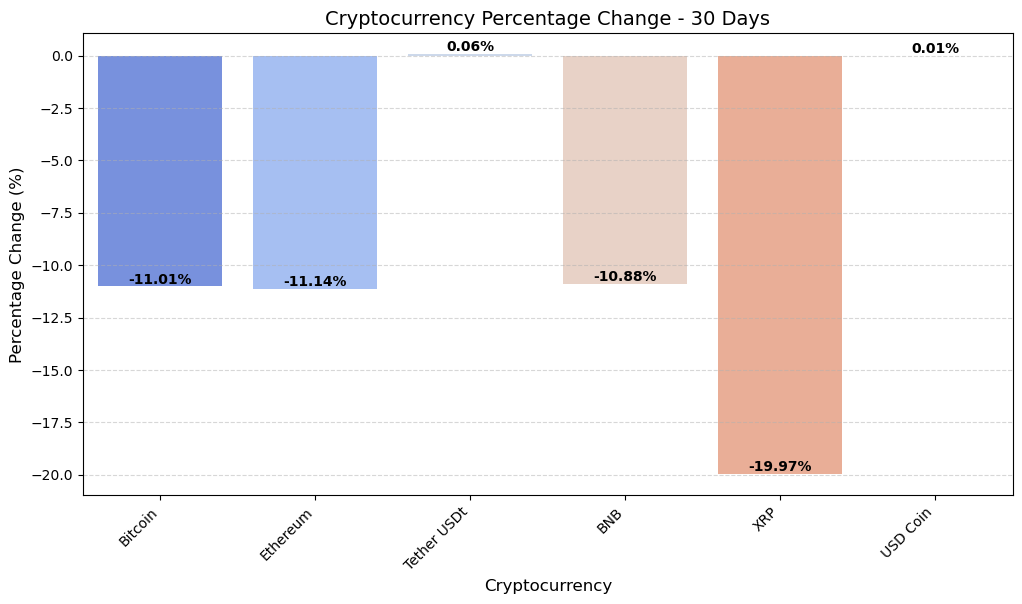 Cryptocurrency Percentage Change - 30 Days
Percentage Change (%)
0.0
−2.5
−5.0
−7.5
−10.0
−12.5
−15.0
−17.5
−20.0
-11.01%
-11.14%
0.06%
-10.88%
-19.97%
0.01%
Bitcoin
Ethereum
Tether USDt
BNB
XRP
USD Coin
Cryptocurrency